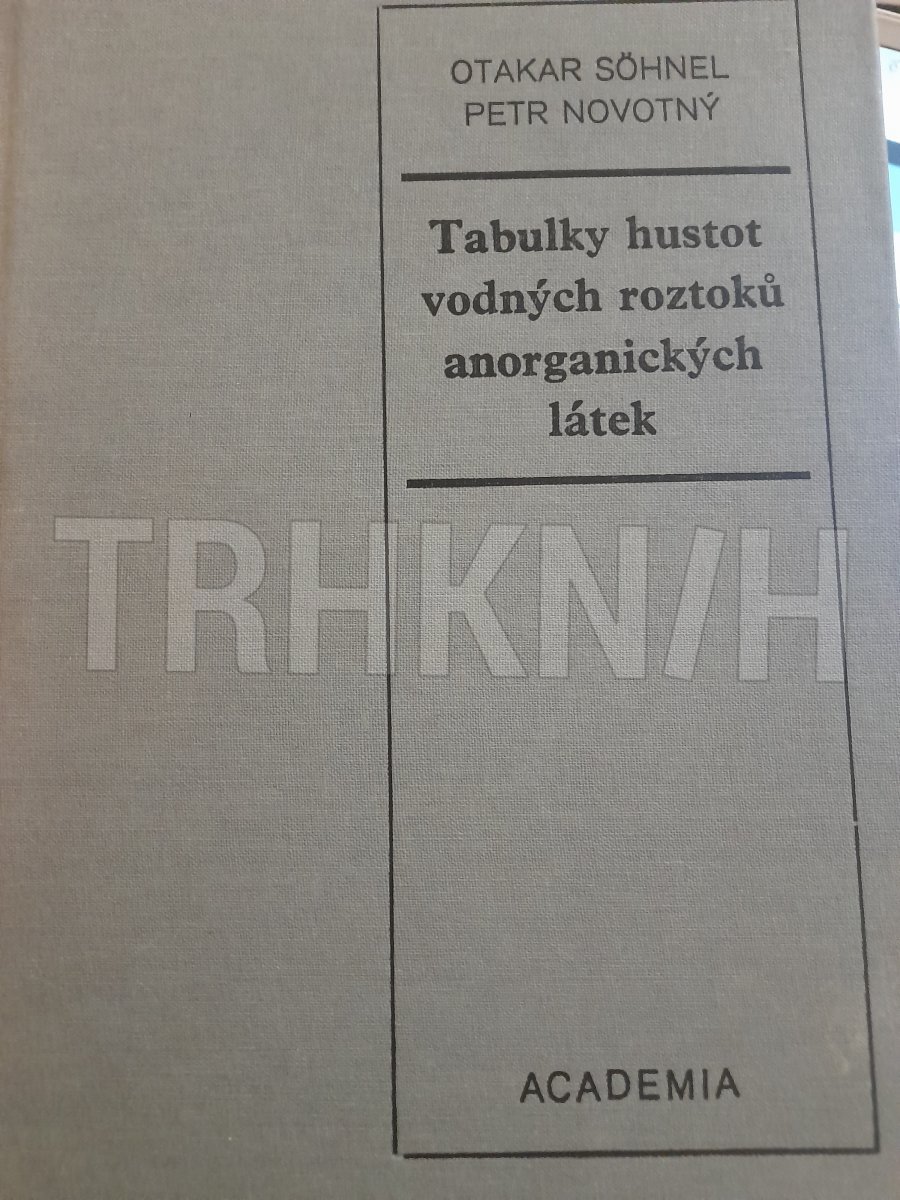 OTAKAR SÖHNEL
PETR NOVOTNÝ
Tabulky hustot
vodných roztoků
anorganických
látek
TRHKNIH
ACADEMIA